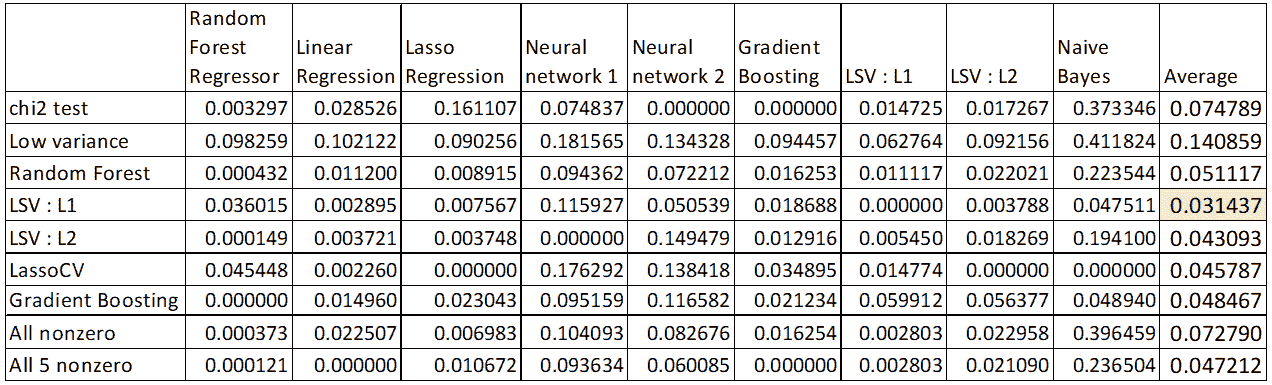 Random Forest Regressor Linear Regression Lasso Regression Neural network 1 Neural network 2 Gradient Boosting LSV : L1 LSV : L2 Naive Bayes Average
chi2 test 0.003297 0.028526 0.161107 0.074837 0.000000 0.000000 0.014725 0.017267 0.373346 0.074789
Low variance 0.098259 0.102122 0.090256 0.181565 0.134328 0.094457 0.062764 0.092156 0.411824 0.140859
Random Forest 0.000432 0.011200 0.008915 0.094362 0.072212 0.016253 0.011117 0.022021 0.223544 0.051117
LSV : L1 0.036015 0.002895 0.007567 0.115927 0.050539 0.018688 0.000000 0.003788 0.047511 0.031437
LSV : L2 0.000149 0.003721 0.003748 0.000000 0.149479 0.012916 0.005450 0.018269 0.194100 0.043093
LassoCV 0.045448 0.002260 0.000000 0.176292 0.138418 0.034895 0.014774 0.000000 0.000000 0.045787
Gradient Boosting 0.000000 0.014960 0.023043 0.095159 0.116582 0.021234 0.059912 0.056377 0.048940 0.048467
All nonzero 0.000373 0.022507 0.006983 0.104093 0.082676 0.016254 0.002803 0.022958 0.396459 0.072790
All 5 nonzero 0.000121 0.000000 0.010672 0.093634 0.060085 0.000000 0.002803 0.021090 0.236504 0.047212